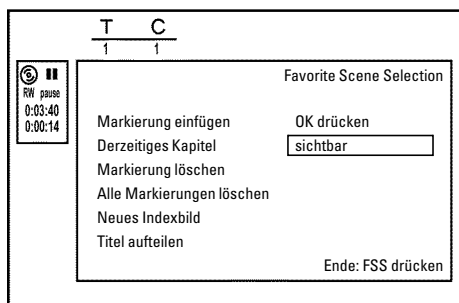 T C
1 1
RW pause
0:03:40
0:00:14
Favorite Scene Selection
Markierung einfügen OK drücken
Derzeitiges Kapitel sichtbar
Markierung löschen
Alle Markierungen löschen
Neues Indexbild
Titel aufteilen
Ende: FSS drücken